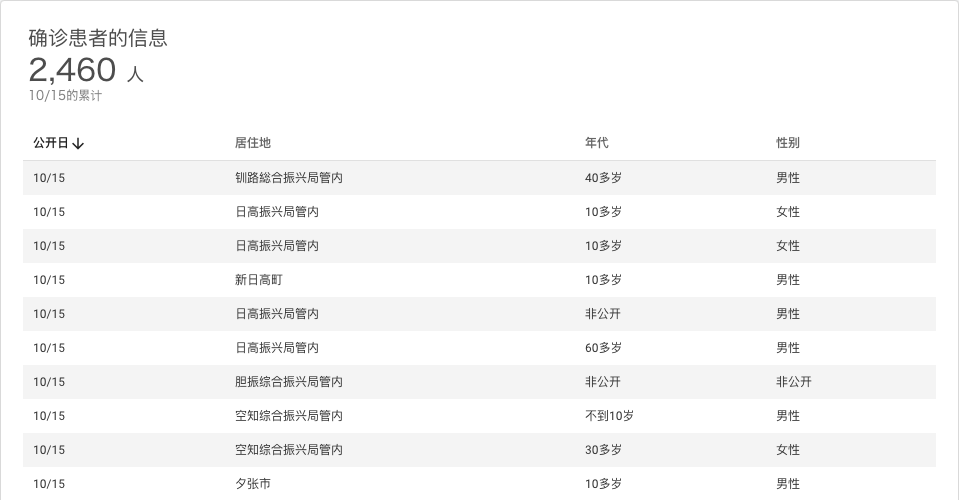 确诊患者的信息
2,460 人
10/15的累计
公开日↓ 居住地 年代 性别
10/15 钏路総合振兴局管内 40多岁 男性
10/15 日高振兴局管内 10多岁 女性
10/15 日高振兴局管内 10多岁 女性
10/15 新日高町 10多岁 男性
10/15 日高振兴局管内 非公开 男性
10/15 日高振兴局管内 60多岁 男性
10/15 胆振综合振兴局管内 非公开 非公开
10/15 空知综合振兴局管内 不到10岁 男性
10/15 空知综合振兴局管内 30多岁 女性
10/15 夕张市 10多岁 男性